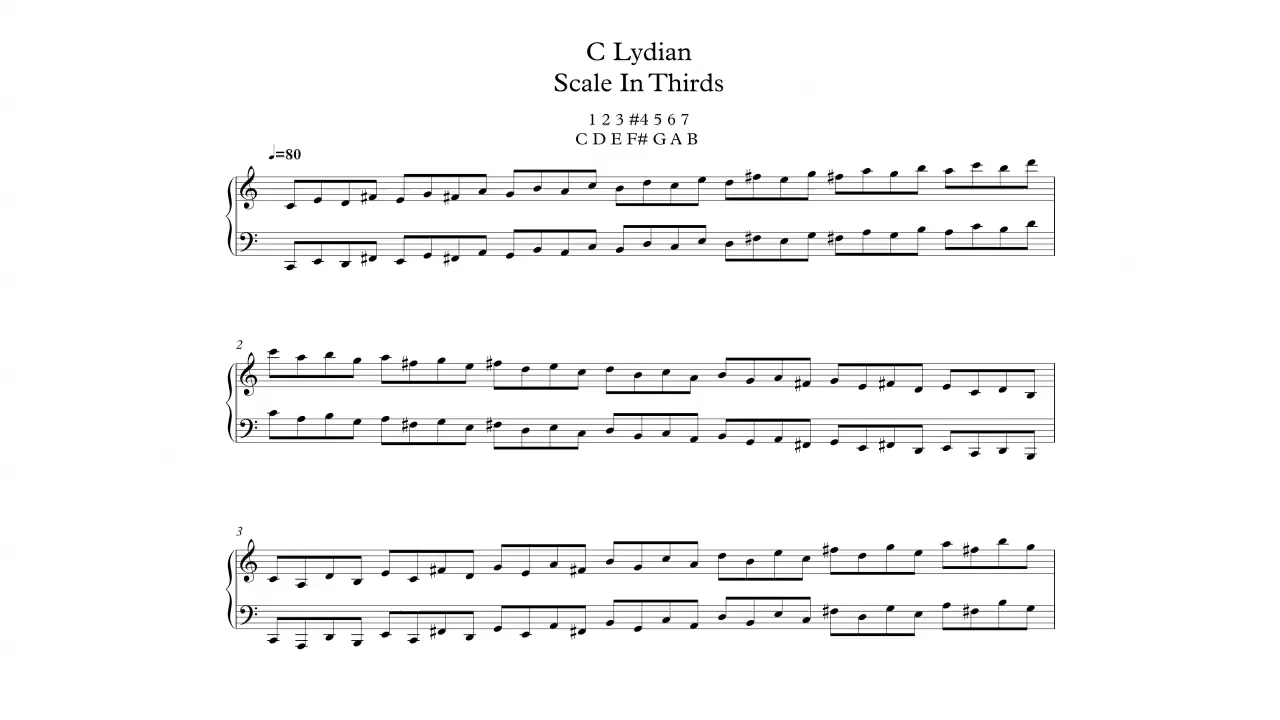 C Lydian
Scale In Thirds
1 2 3 #4 5 6 7
C D E F# G A B
♩=80
2
3